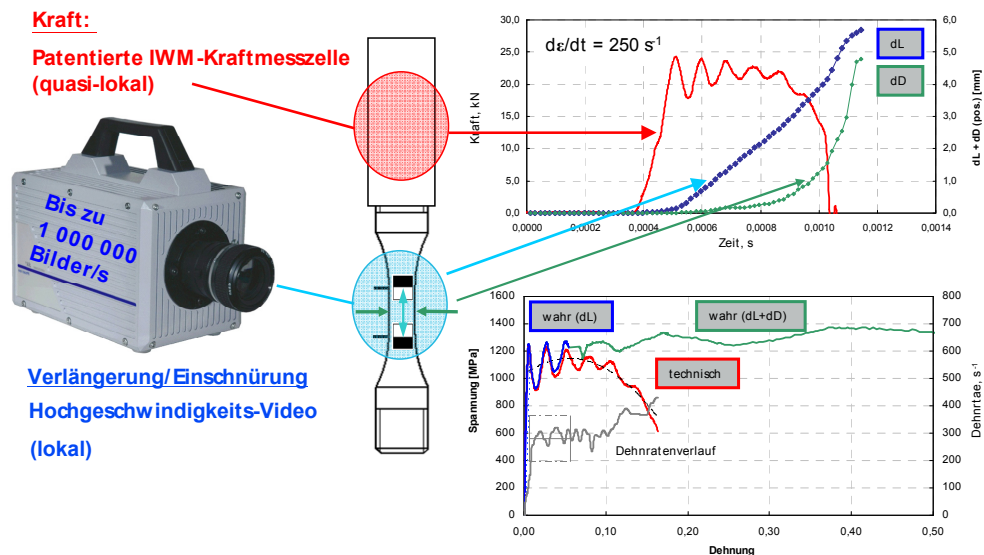 Kraft:
Patentierte IWM-Kraftmesszelle
(quasi-lokal)
Bis zu
1 000 000
Bilder/s
Verlängerung/Einschnürung
Hochgeschwindigkeits-Video
(lokal)
30,0
25,0
20,0
15,0
10,0
5,0
0,0
Kraft, kN
dε/dt = 250 s-1
dL
dD
6,0
5,0
4,0
3,0
2,0
1,0
0,0
dL + dD (pos.) [mm]
0,0000
0,0002
0,0004
0,0006
0,0008
0,0010
0,0012
0,0014
Zeit, s
1600
1400
1200
1000
800
600
400
200
0
Spannung [MPa]
wahr (dL)
wahr (dL+dD)
technisch
Dehnratenverlauf
800
700
600
500
400
300
200
100
0
Dehnrtae, s-1
0,00
0,10
0,20
0,30
0,40
0,50
Dehnung